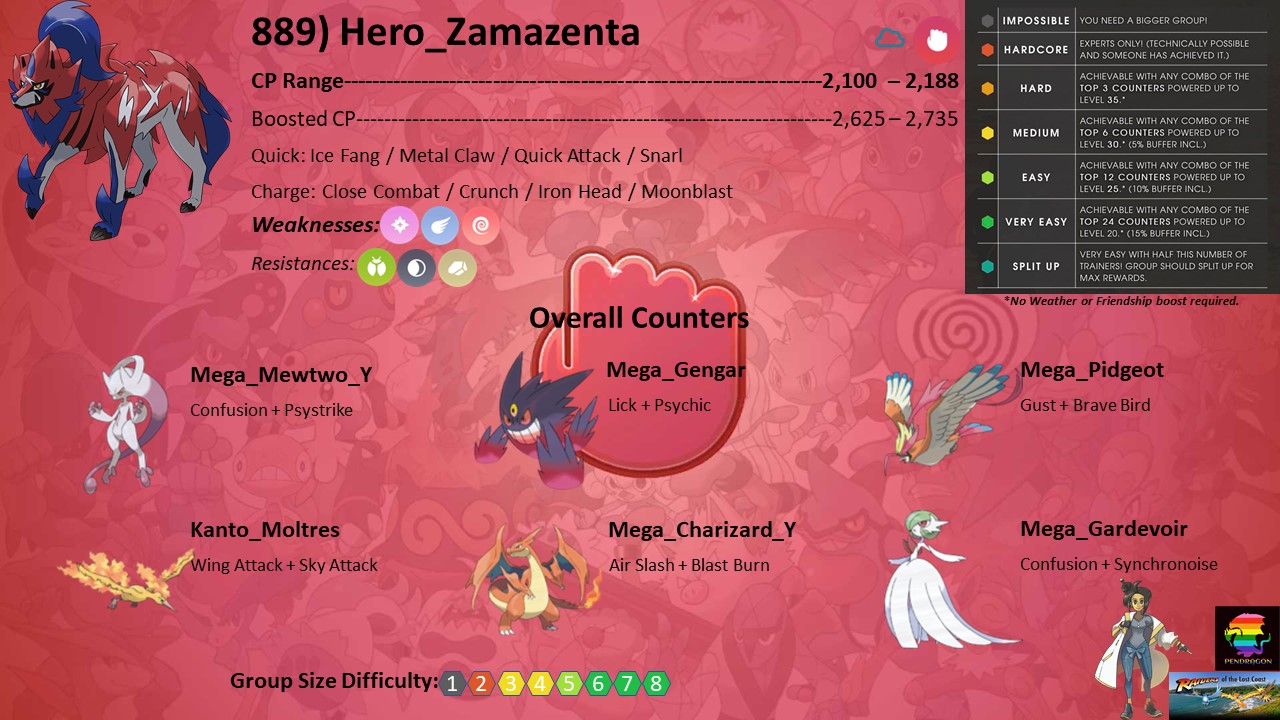 889) Hero_Zamazenta
CP Range-------------------------------------------------------------------2,100 – 2,188
Boosted CP-------------------------------------------------------------------2,625 – 2,735
Quick: Ice Fang / Metal Claw / Quick Attack / Snarl
Charge: Close Combat / Crunch / Iron Head / Moonblast
Weaknesses:
Resistances:
IMPOSSIBLE YOU NEED A BIGGER GROUP!
HARDCORE EXPERTS ONLY! (TECHNICALLY POSSIBLE
AND SOMEONE HAS ACHIEVED IT.)
HARD ACHIEVABLE WITH ANY COMBO OF THE
TOP 3 COUNTERS POWERED UP TO
LEVEL 35.*
MEDIUM ACHIEVABLE WITH ANY COMBO OF THE
TOP 6 COUNTERS POWERED UP TO
LEVEL 30.* (5% BUFFER INCL.)
EASY ACHIEVABLE WITH ANY COMBO OF THE
TOP 12 COUNTERS POWERED UP TO
LEVEL 25.* (10% BUFFER INCL.)
VERY EASY ACHIEVABLE WITH ANY COMBO OF THE
TOP 24 COUNTERS POWERED UP TO
LEVEL 20.* (15% BUFFER INCL.)
SPLIT UP VERY EASY WITH HALF THIS NUMBER OF
TRAINERS! GROUP SHOULD SPLIT UP FOR
MAX REWARDS.
*No Weather or Friendship boost required.
Overall Counters
Mega_Mewtwo_Y
Confusion + Psystrike
Mega_Gengar
Lick + Psychic
Mega_Pidgeot
Gust + Brave Bird
Kanto_Moltres
Wing Attack + Sky Attack
Mega_Charizard_Y
Air Slash + Blast Burn
Mega_Gardevoir
Confusion + Synchronoise
Group Size Difficulty: 1 2 3 4 5 6 7 8
PENDRAGON
RAIDERS of the Lost Coast